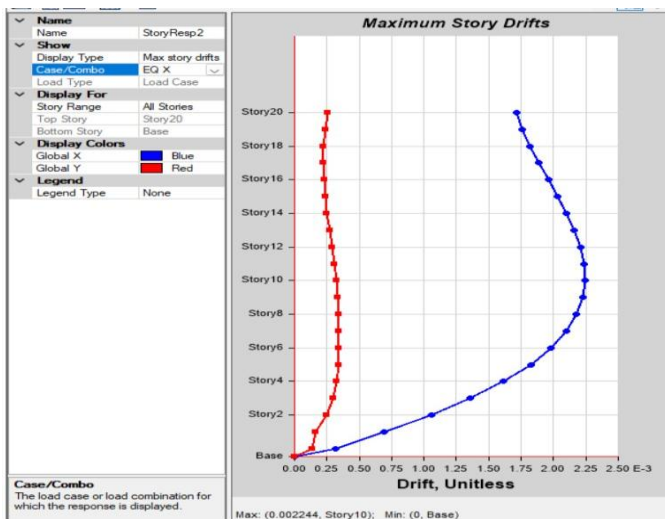 Name
Name StoryResp2
Show
Display Type Max story drifts
Case/Combo EQ X
Load Type Load Case
Display For
Story Range All Stories
Top Story Story20
Bottom Story Base
Display Colors
Global X Blue
Global Y Red
Legend
Legend Type None
Case/Combo
The load case or load combination for
which the response is displayed.
Maximum Story Drifts
Story20
Story18
Story16
Story14
Story12
Story10
Story8
Story6
Story4
Story2
Base
0.00 0.25 0.50 0.75 1.00 1.25 1.50 1.75 2.00 2.25 2.50 E-3
Drift, Unitless
Max: (0.002244, Story10); Min: (0, Base)